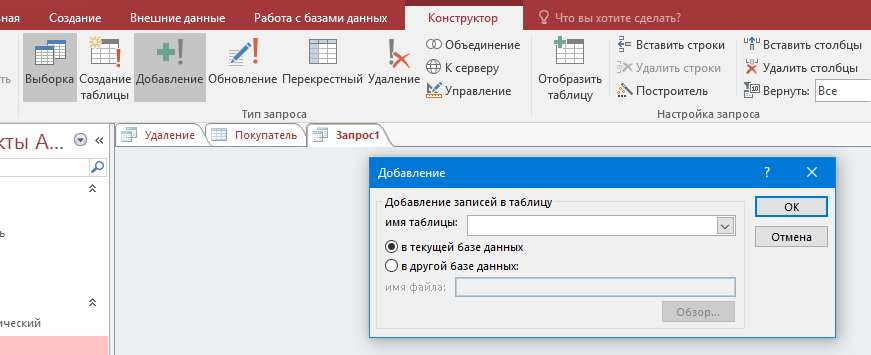 ная Создание Внешние данные Работа с базами данных Конструктор Что вы хотите сделать?
ть Выборка Создание таблицы Добавление Обновление Перекрестный Удаление
Объединение
К серверу
Управление
Отобразить таблицу
Вставить строки
Удалить строки
Построитель
Вставить столбцы
Удалить столбцы
Вернуть: Все
Тип запроса
Настройка запроса
кты А...
Удаление Покупатель Запрос1
ь
ический
Добавление ?
Добавление записей в таблицу
имя таблицы:
в текущей базе данных
в другой базе данных:
имя файла:
Обзор...
ОК
Отмена